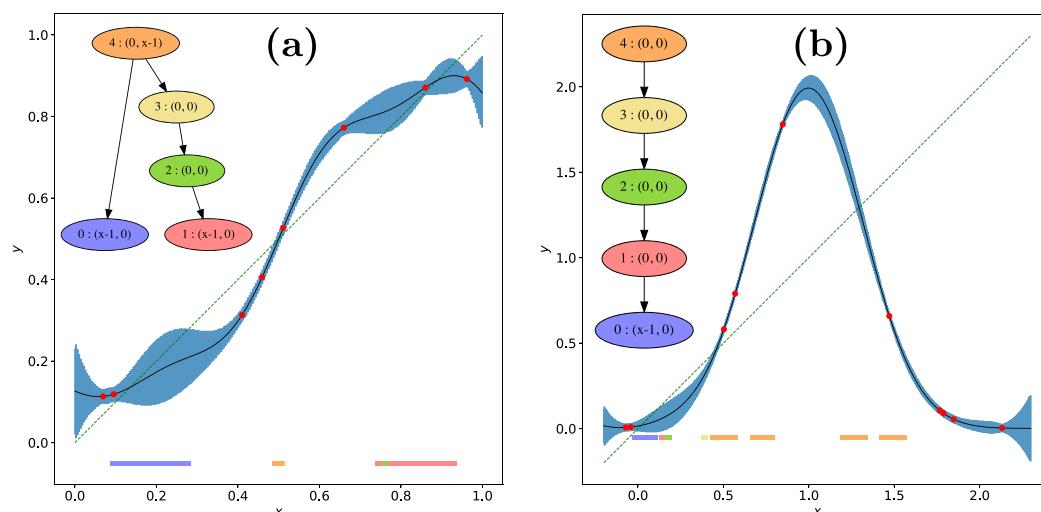 (a)
4 : (0, x-1)
3 : (0, 0)
2 : (0, 0)
0 : (x-1, 0)
1 : (x-1, 0)
y
1.0
0.8
0.6
0.4
0.2
0.0
0.0 0.2 0.4 0.6 0.8 1.0
x
(b)
4 : (0, 0)
3 : (0, 0)
2 : (0, 0)
1 : (0, 0)
0 : (x-1, 0)
y
2.0
1.5
1.0
0.5
0.0
0.0 0.5 1.0 1.5 2.0
x